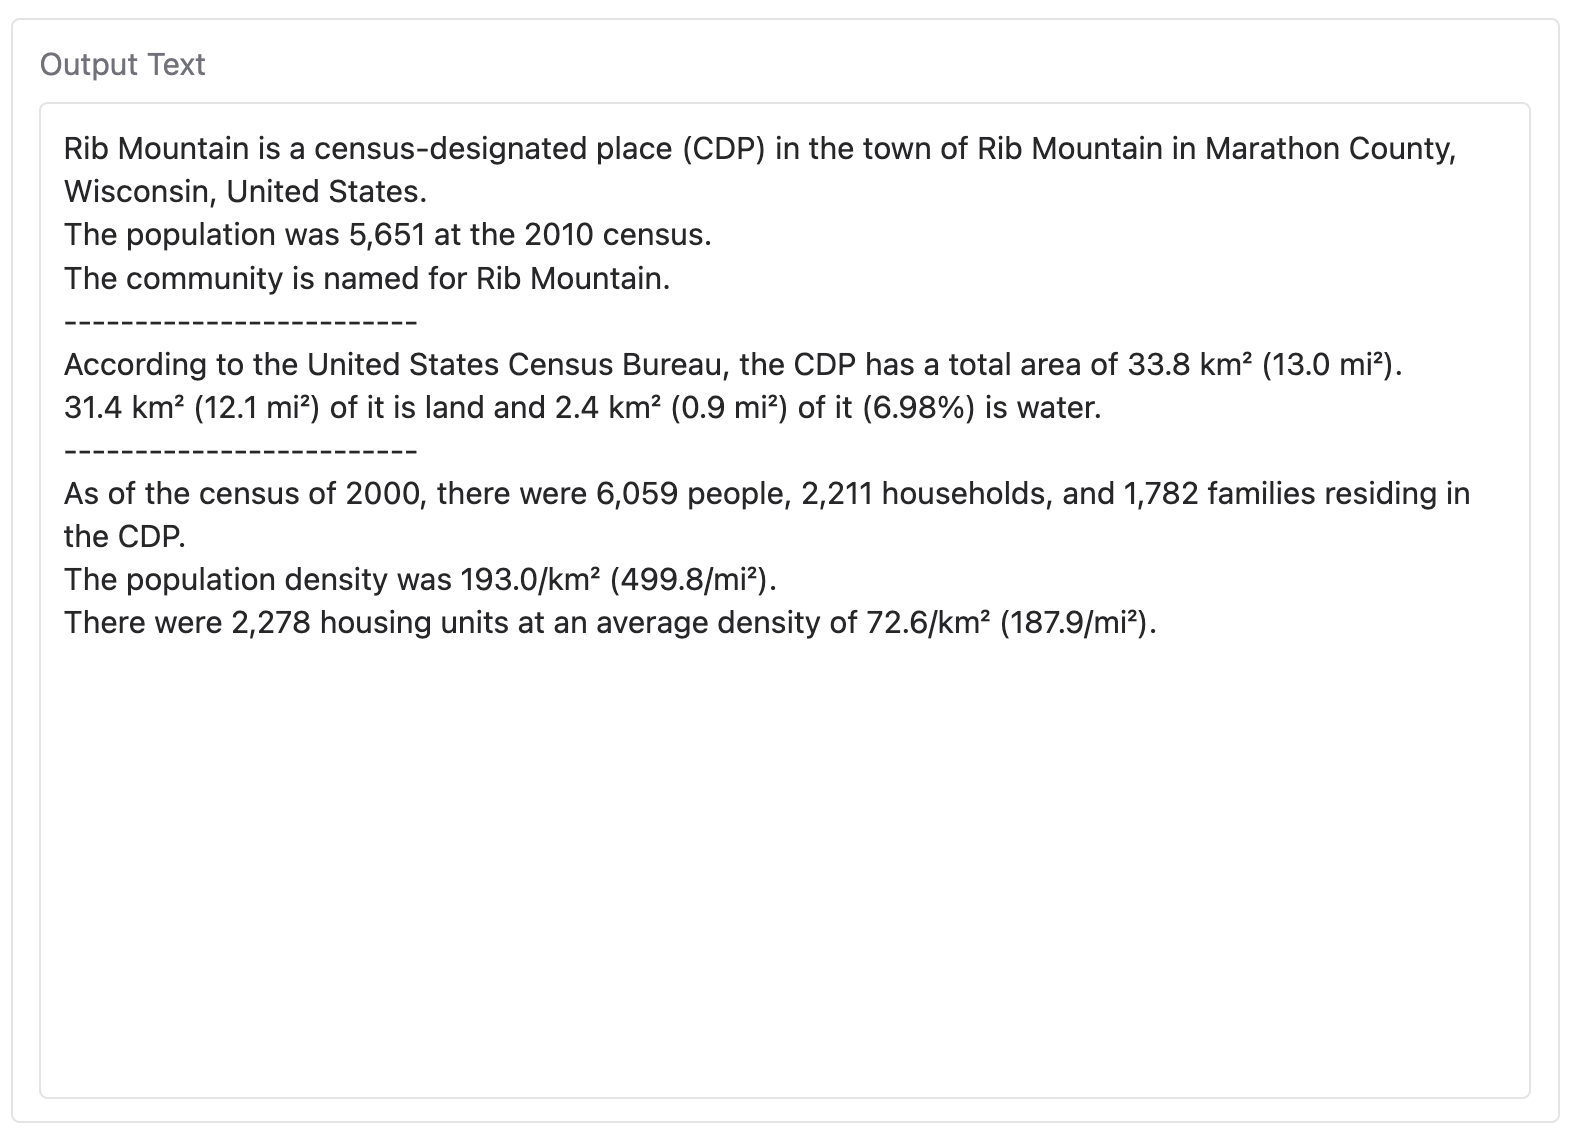 Output Text
Rib Mountain is a census-designated place (CDP) in the town of Rib Mountain in Marathon County,
Wisconsin, United States.
The population was 5,651 at the 2010 census.
The community is named for Rib Mountain.
-------------------------
According to the United States Census Bureau, the CDP has a total area of 33.8 km² (13.0 mi²).
31.4 km² (12.1 mi²) of it is land and 2.4 km² (0.9 mi²) of it (6.98%) is water.
-------------------------
As of the census of 2000, there were 6,059 people, 2,211 households, and 1,782 families residing in
the CDP.
The population density was 193.0/km² (499.8/mi²).
There were 2,278 housing units at an average density of 72.6/km² (187.9/mi²).